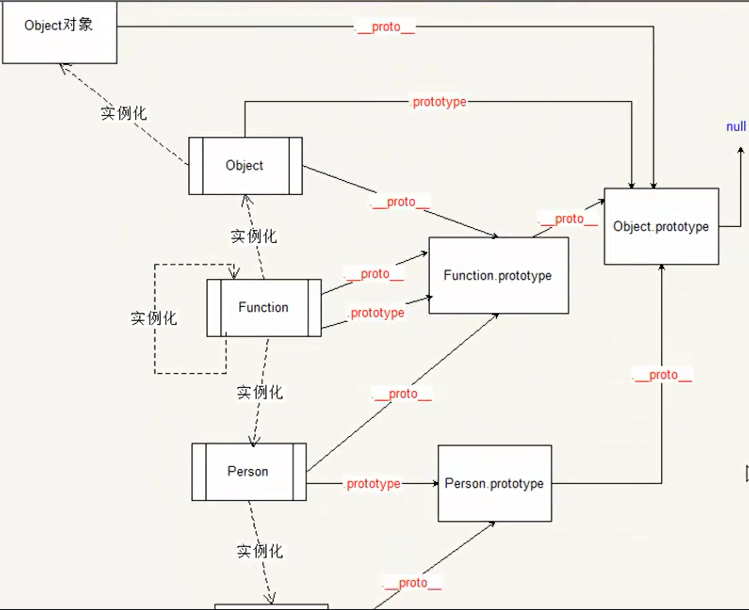 Object对象
.__proto__
实例化
.prototype
null
Object
.__proto__
.__proto__
Object.prototype
实例化
.__proto__
Function.prototype
Function
.prototype
实例化
.__proto__
实例化
.__proto__
Person
.prototype
Person.prototype
实例化
.__proto__